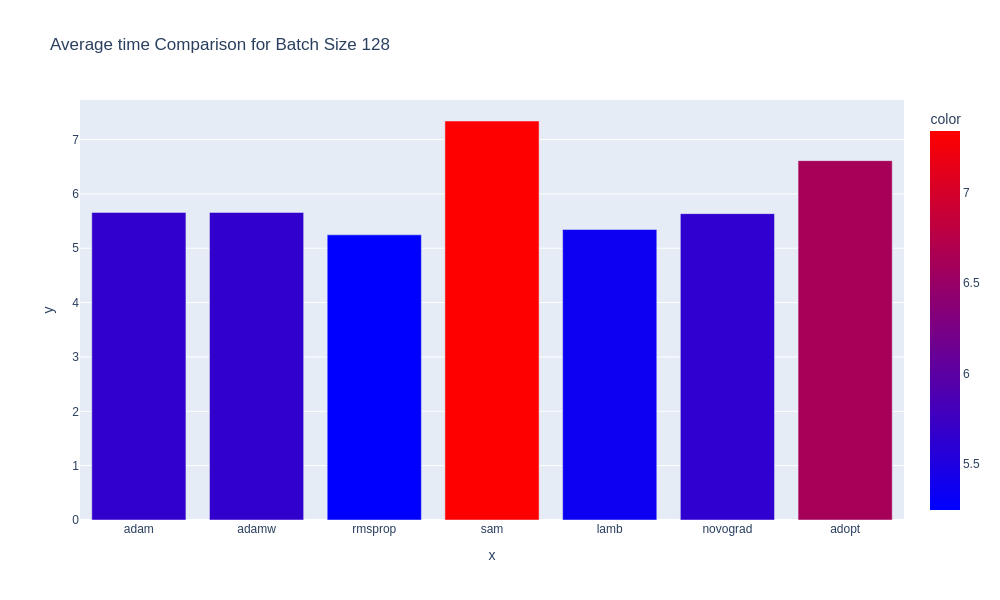 Average time Comparison for Batch Size 128
y
7
6
5
4
3
2
1
0
adam adamw rmsprop sam lamb novograd adopt
x
color
7
6.5
6
5.5